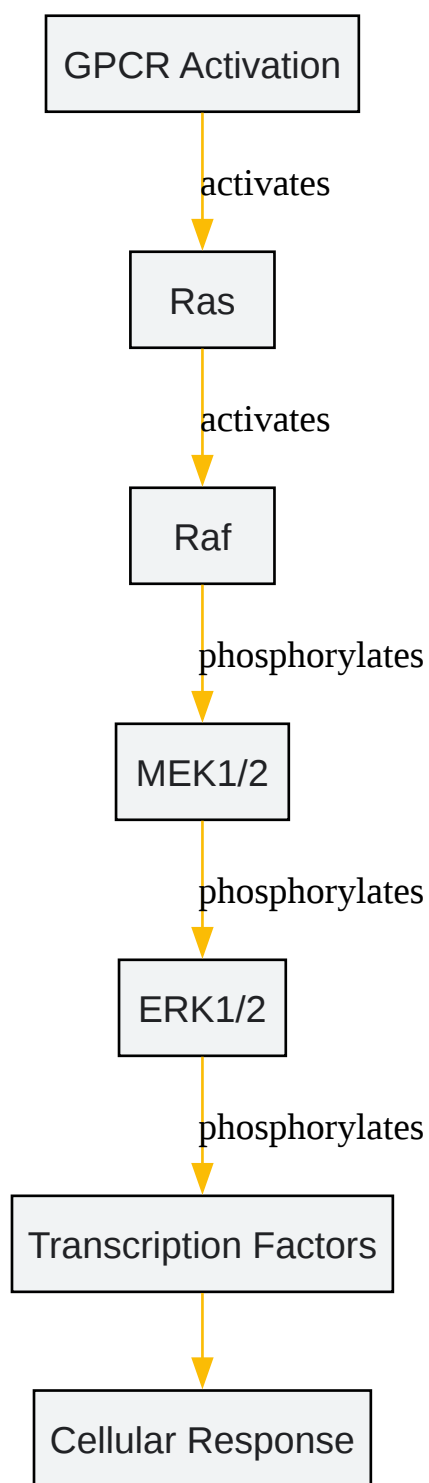 GPCR Activation
activates
Ras
activates
Raf
phosphorylates
MEK1/2
phosphorylates
ERK1/2
phosphorylates
Transcription Factors
Cellular Response